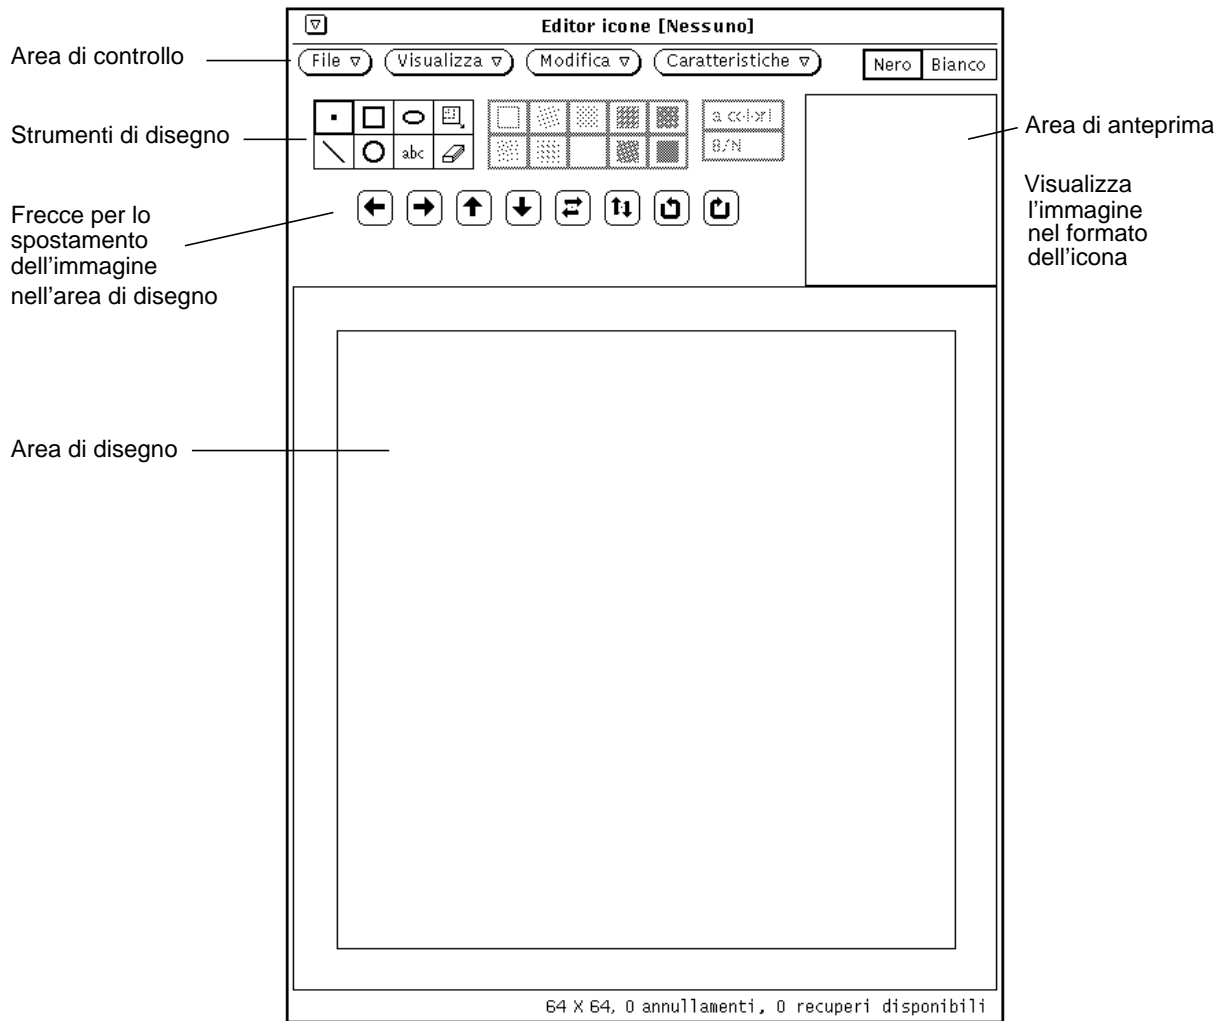 Editor icone [Nessuno]
Area di controllo
File Visualizza Modifica Caratteristiche Nero Bianco
Strumenti di disegno
abc
a colori
B/N
Area di anteprima
Visualizza
l'immagine
nel formato
dell'icona
Frecce per lo
spostamento
dell'immagine
nell'area di disegno
Area di disegno
64 X 64, 0 annullamenti, 0 recuperi disponibili